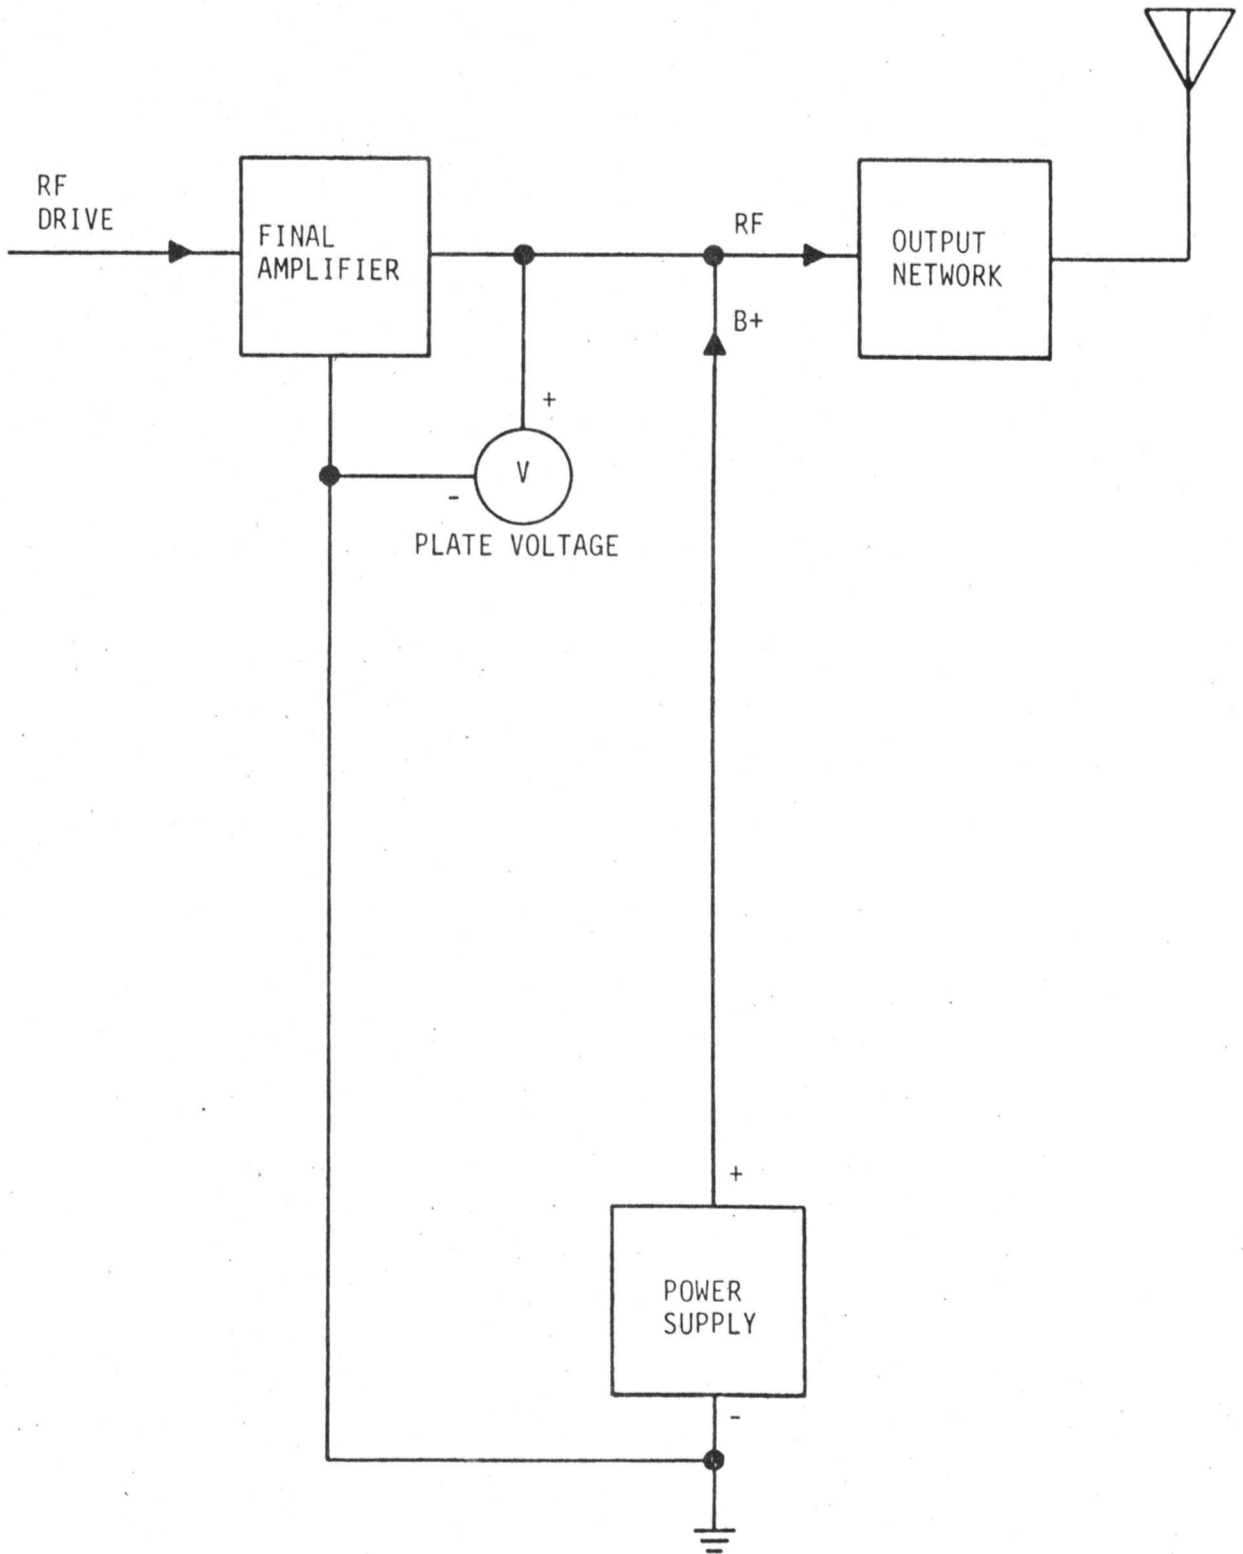 RF
DRIVE
FINAL
AMPLIFIER
RF
OUTPUT
NETWORK
B+
+
V
-
PLATE VOLTAGE
+
POWER
SUPPLY
-